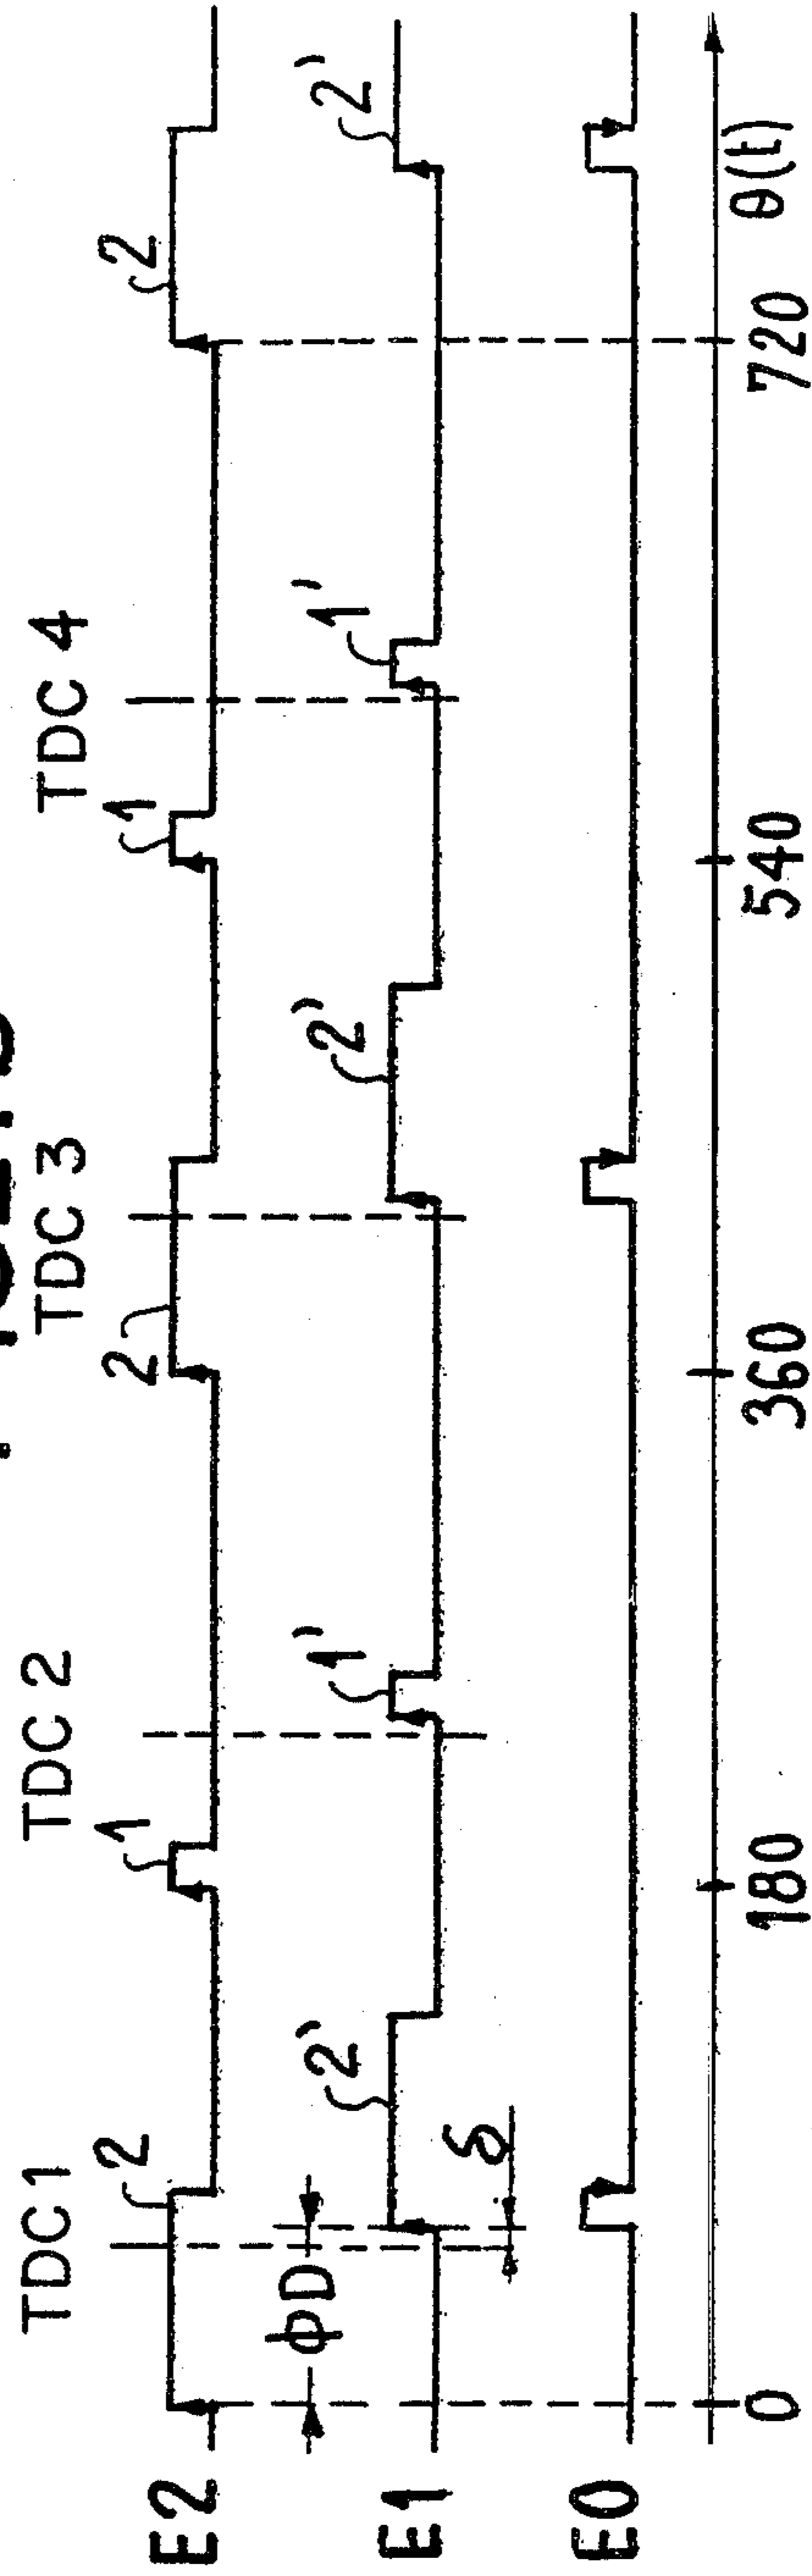 TDC 1 TDC 2 TDC 3 TDC 4
E2 2 1 2 1 2
ϕD
E1 2' 1' 2' 1' 2'
δ
E0
0 180 360 540 720 θ(t)